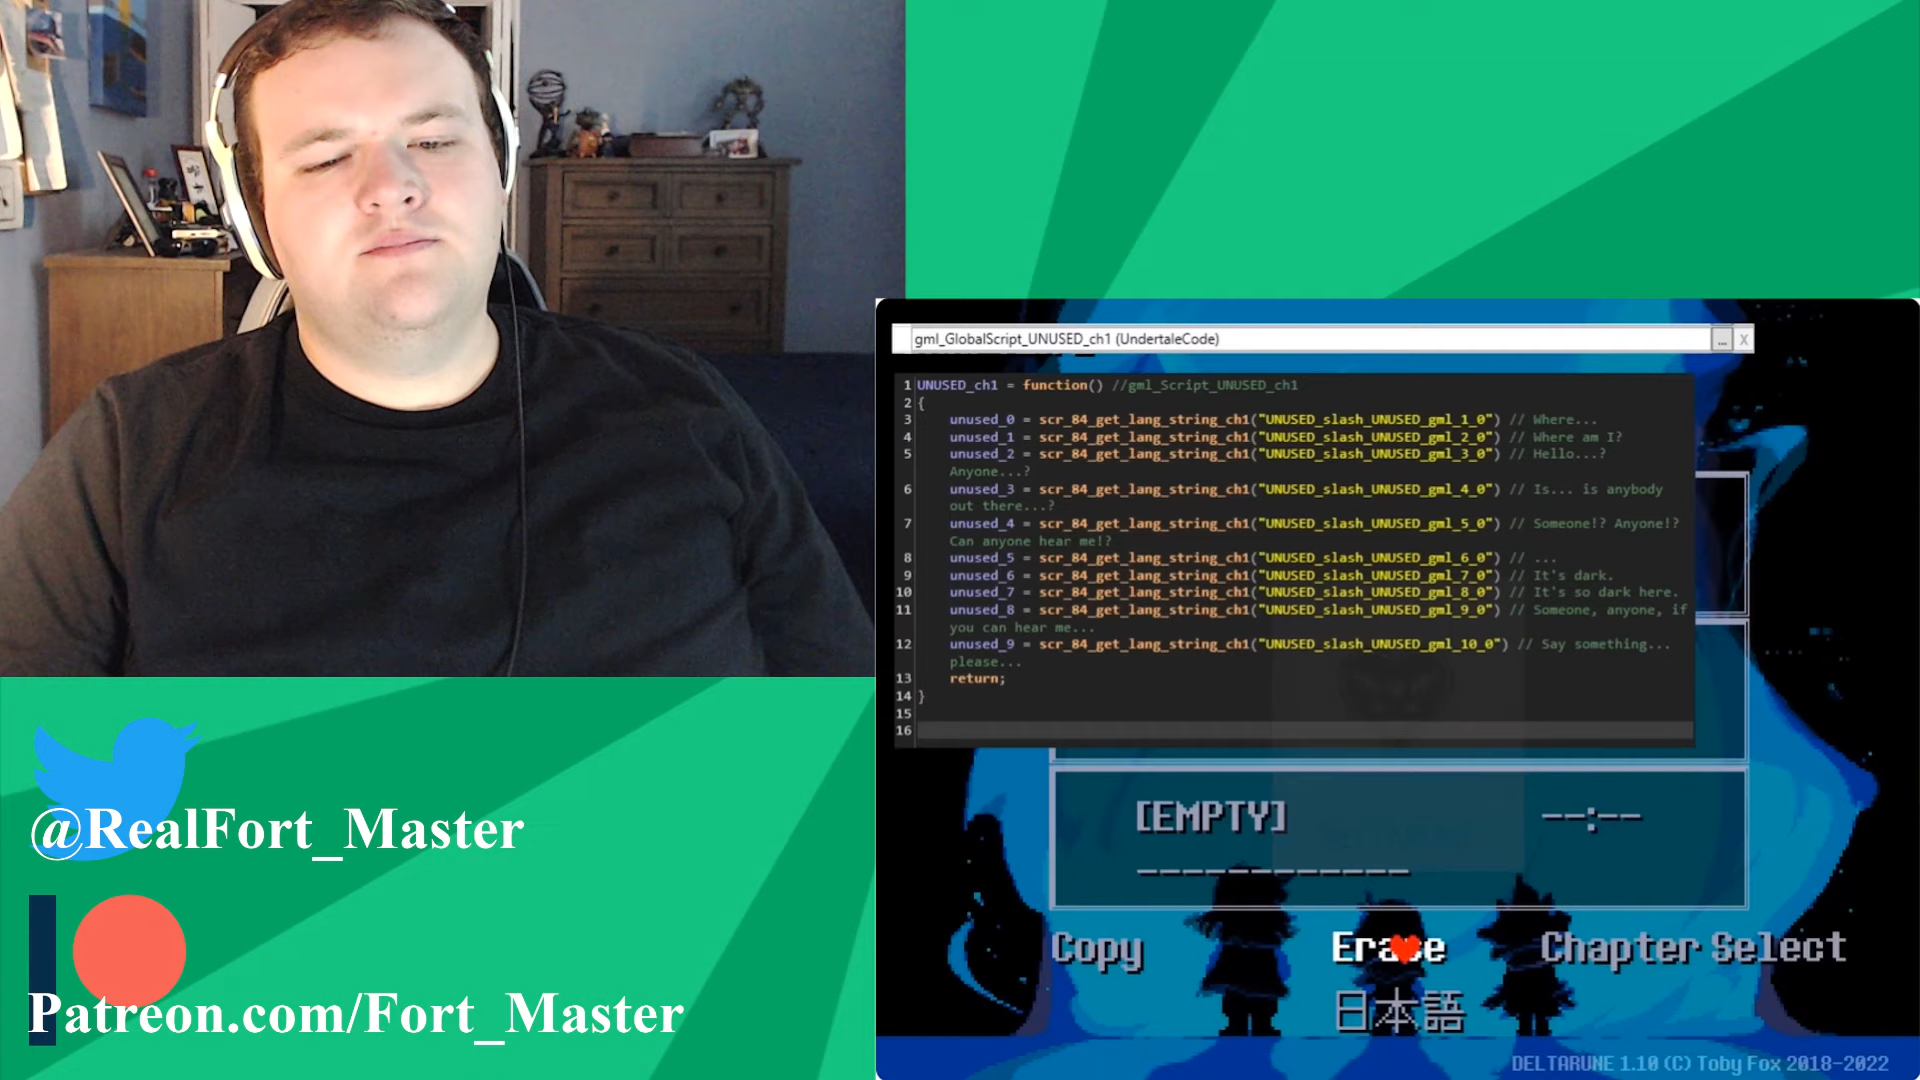 gml_GlobalScript_UNUSED_ch1 (UndertaleCode)
...
X
1 UNUSED_ch1 = function() //gml_Script_UNUSED_ch1
2 {
3 unused_0 = scr_84_get_lang_string_ch1("UNUSED_slash_UNUSED_gml_1_0") // Where...
4 unused_1 = scr_84_get_lang_string_ch1("UNUSED_slash_UNUSED_gml_2_0") // Where am I?
5 unused_2 = scr_84_get_lang_string_ch1("UNUSED_slash_UNUSED_gml_3_0") // Hello...?
Anyone...?
6 unused_3 = scr_84_get_lang_string_ch1("UNUSED_slash_UNUSED_gml_4_0") // Is... is anybody
out there...?
7 unused_4 = scr_84_get_lang_string_ch1("UNUSED_slash_UNUSED_gml_5_0") // Someone!? Anyone!?
Can anyone hear me!?
8 unused_5 = scr_84_get_lang_string_ch1("UNUSED_slash_UNUSED_gml_6_0") // ...
9 unused_6 = scr_84_get_lang_string_ch1("UNUSED_slash_UNUSED_gml_7_0") // It's dark.
10 unused_7 = scr_84_get_lang_string_ch1("UNUSED_slash_UNUSED_gml_8_0") // It's so dark here.
11 unused_8 = scr_84_get_lang_string_ch1("UNUSED_slash_UNUSED_gml_9_0") // Someone, anyone, if
you can hear me...
12 unused_9 = scr_84_get_lang_string_ch1("UNUSED_slash_UNUSED_gml_10_0") // Say something...
please...
13 return;
14 }
15
16
[EMPTY] --:--
------------
Copy Erase Chapter Select
日本語
DELTARUNE 1.10 (C) Toby Fox 2018-2022
@RealFort_Master
Patreon.com/Fort_Master